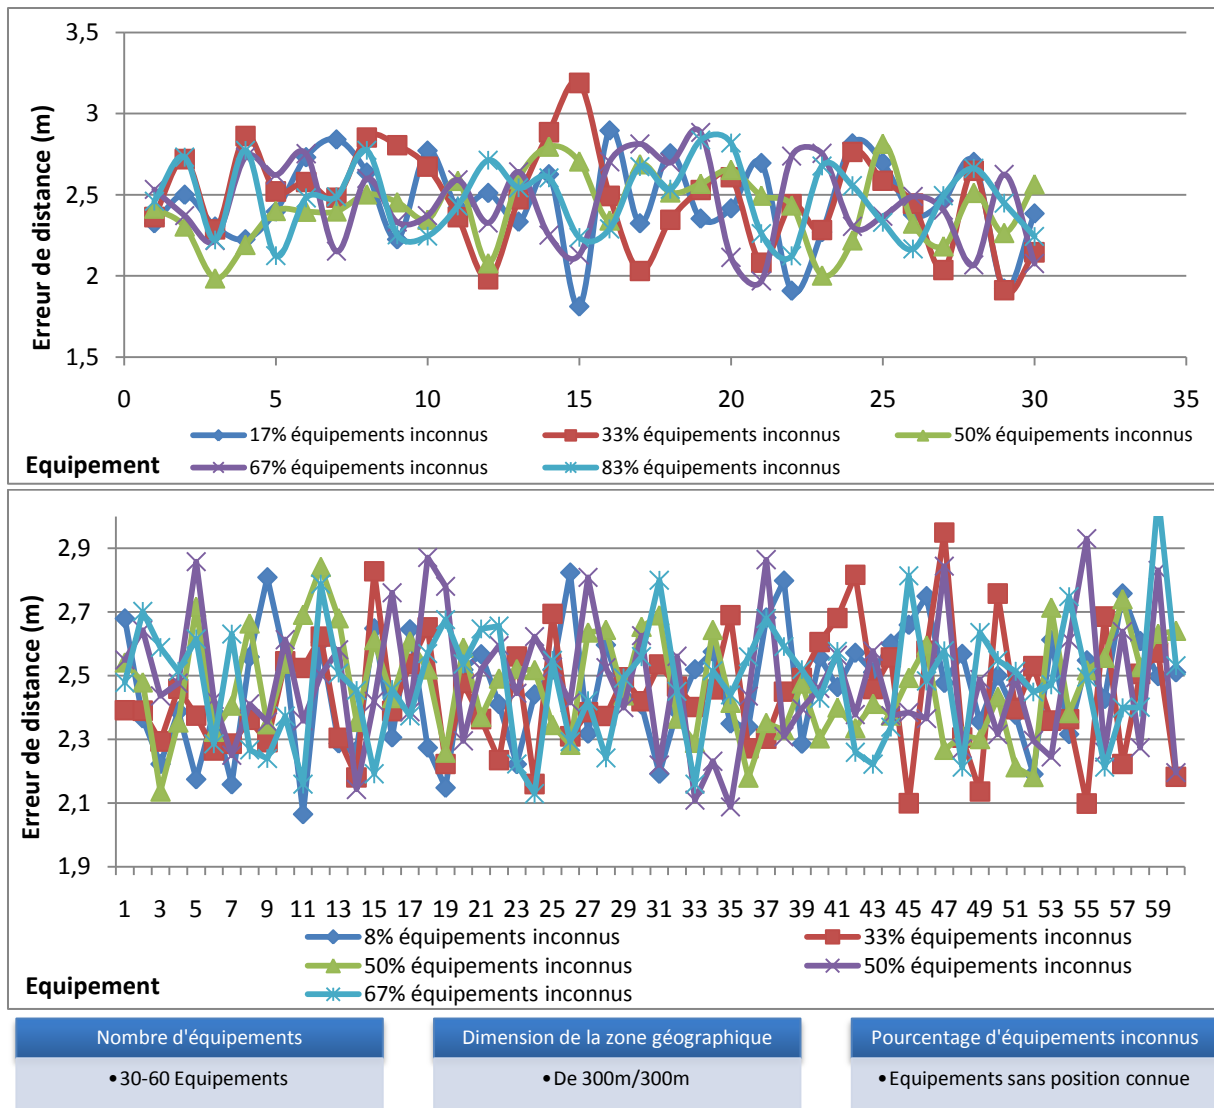 3,5
3
2,5
2
1,5
Erreur de distance (m)
0 5 10 15 20 25 30 35
17% équipements inconnus 33% équipements inconnus 50% équipements inconnus
Equipement 67% équipements inconnus 83% équipements inconnus
2,9
2,7
2,5
2,3
2,1
1,9
Erreur de distance (m)
1 3 5 7 9 11 13 15 17 19 21 23 25 27 29 31 33 35 37 39 41 43 45 47 49 51 53 55 57 59
8% équipements inconnus 33% équipements inconnus
50% équipements inconnus 50% équipements inconnus
Equipement 67% équipements inconnus
Nombre d'équipements
•30-60 Equipements
Dimension de la zone géographique
•De 300m/300m
Pourcentage d'équipements inconnus
•Equipements sans position connue